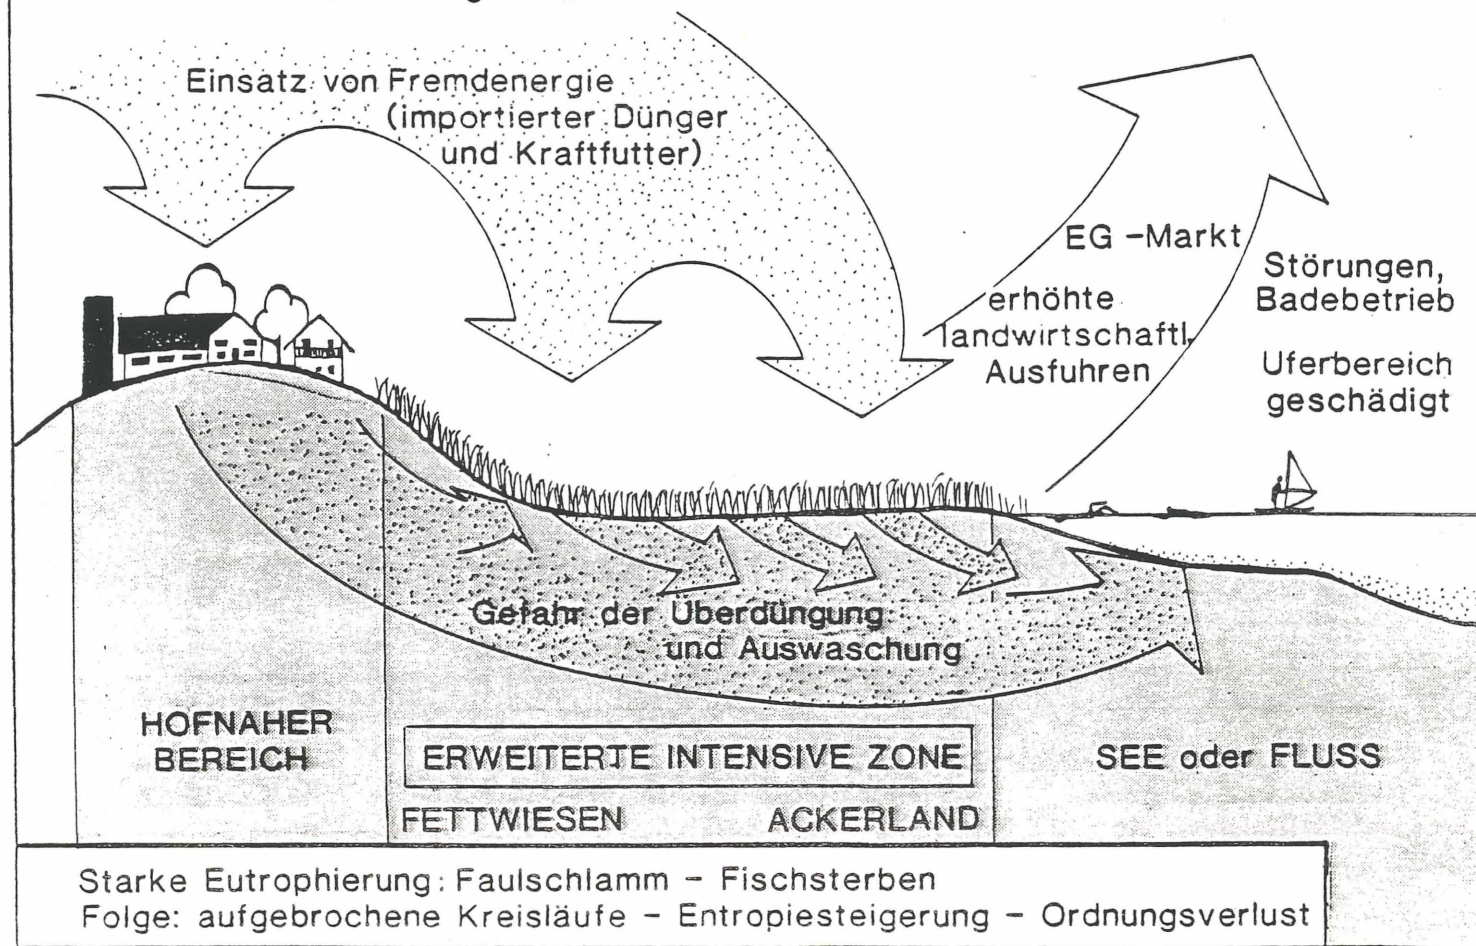 Einsatz von Fremdenergie
(importierter Dünger
und Kraftfutter)
EG-Markt
erhöhte
landwirtschaftl.
Ausfuhren
Störungen,
Badebetrieb
Uferbereich
geschädigt
Gefahr der Überdüngung
und Auswaschung
HOFNAHER
BEREICH
ERWEITERTE INTENSIVE ZONE
SEE oder FLUSS
FETTWIESEN ACKERLAND
Starke Eutrophierung: Faulschlamm - Fischsterben
Folge: aufgebrochene Kreisläufe - Entropiesteigerung - Ordnungsverlust